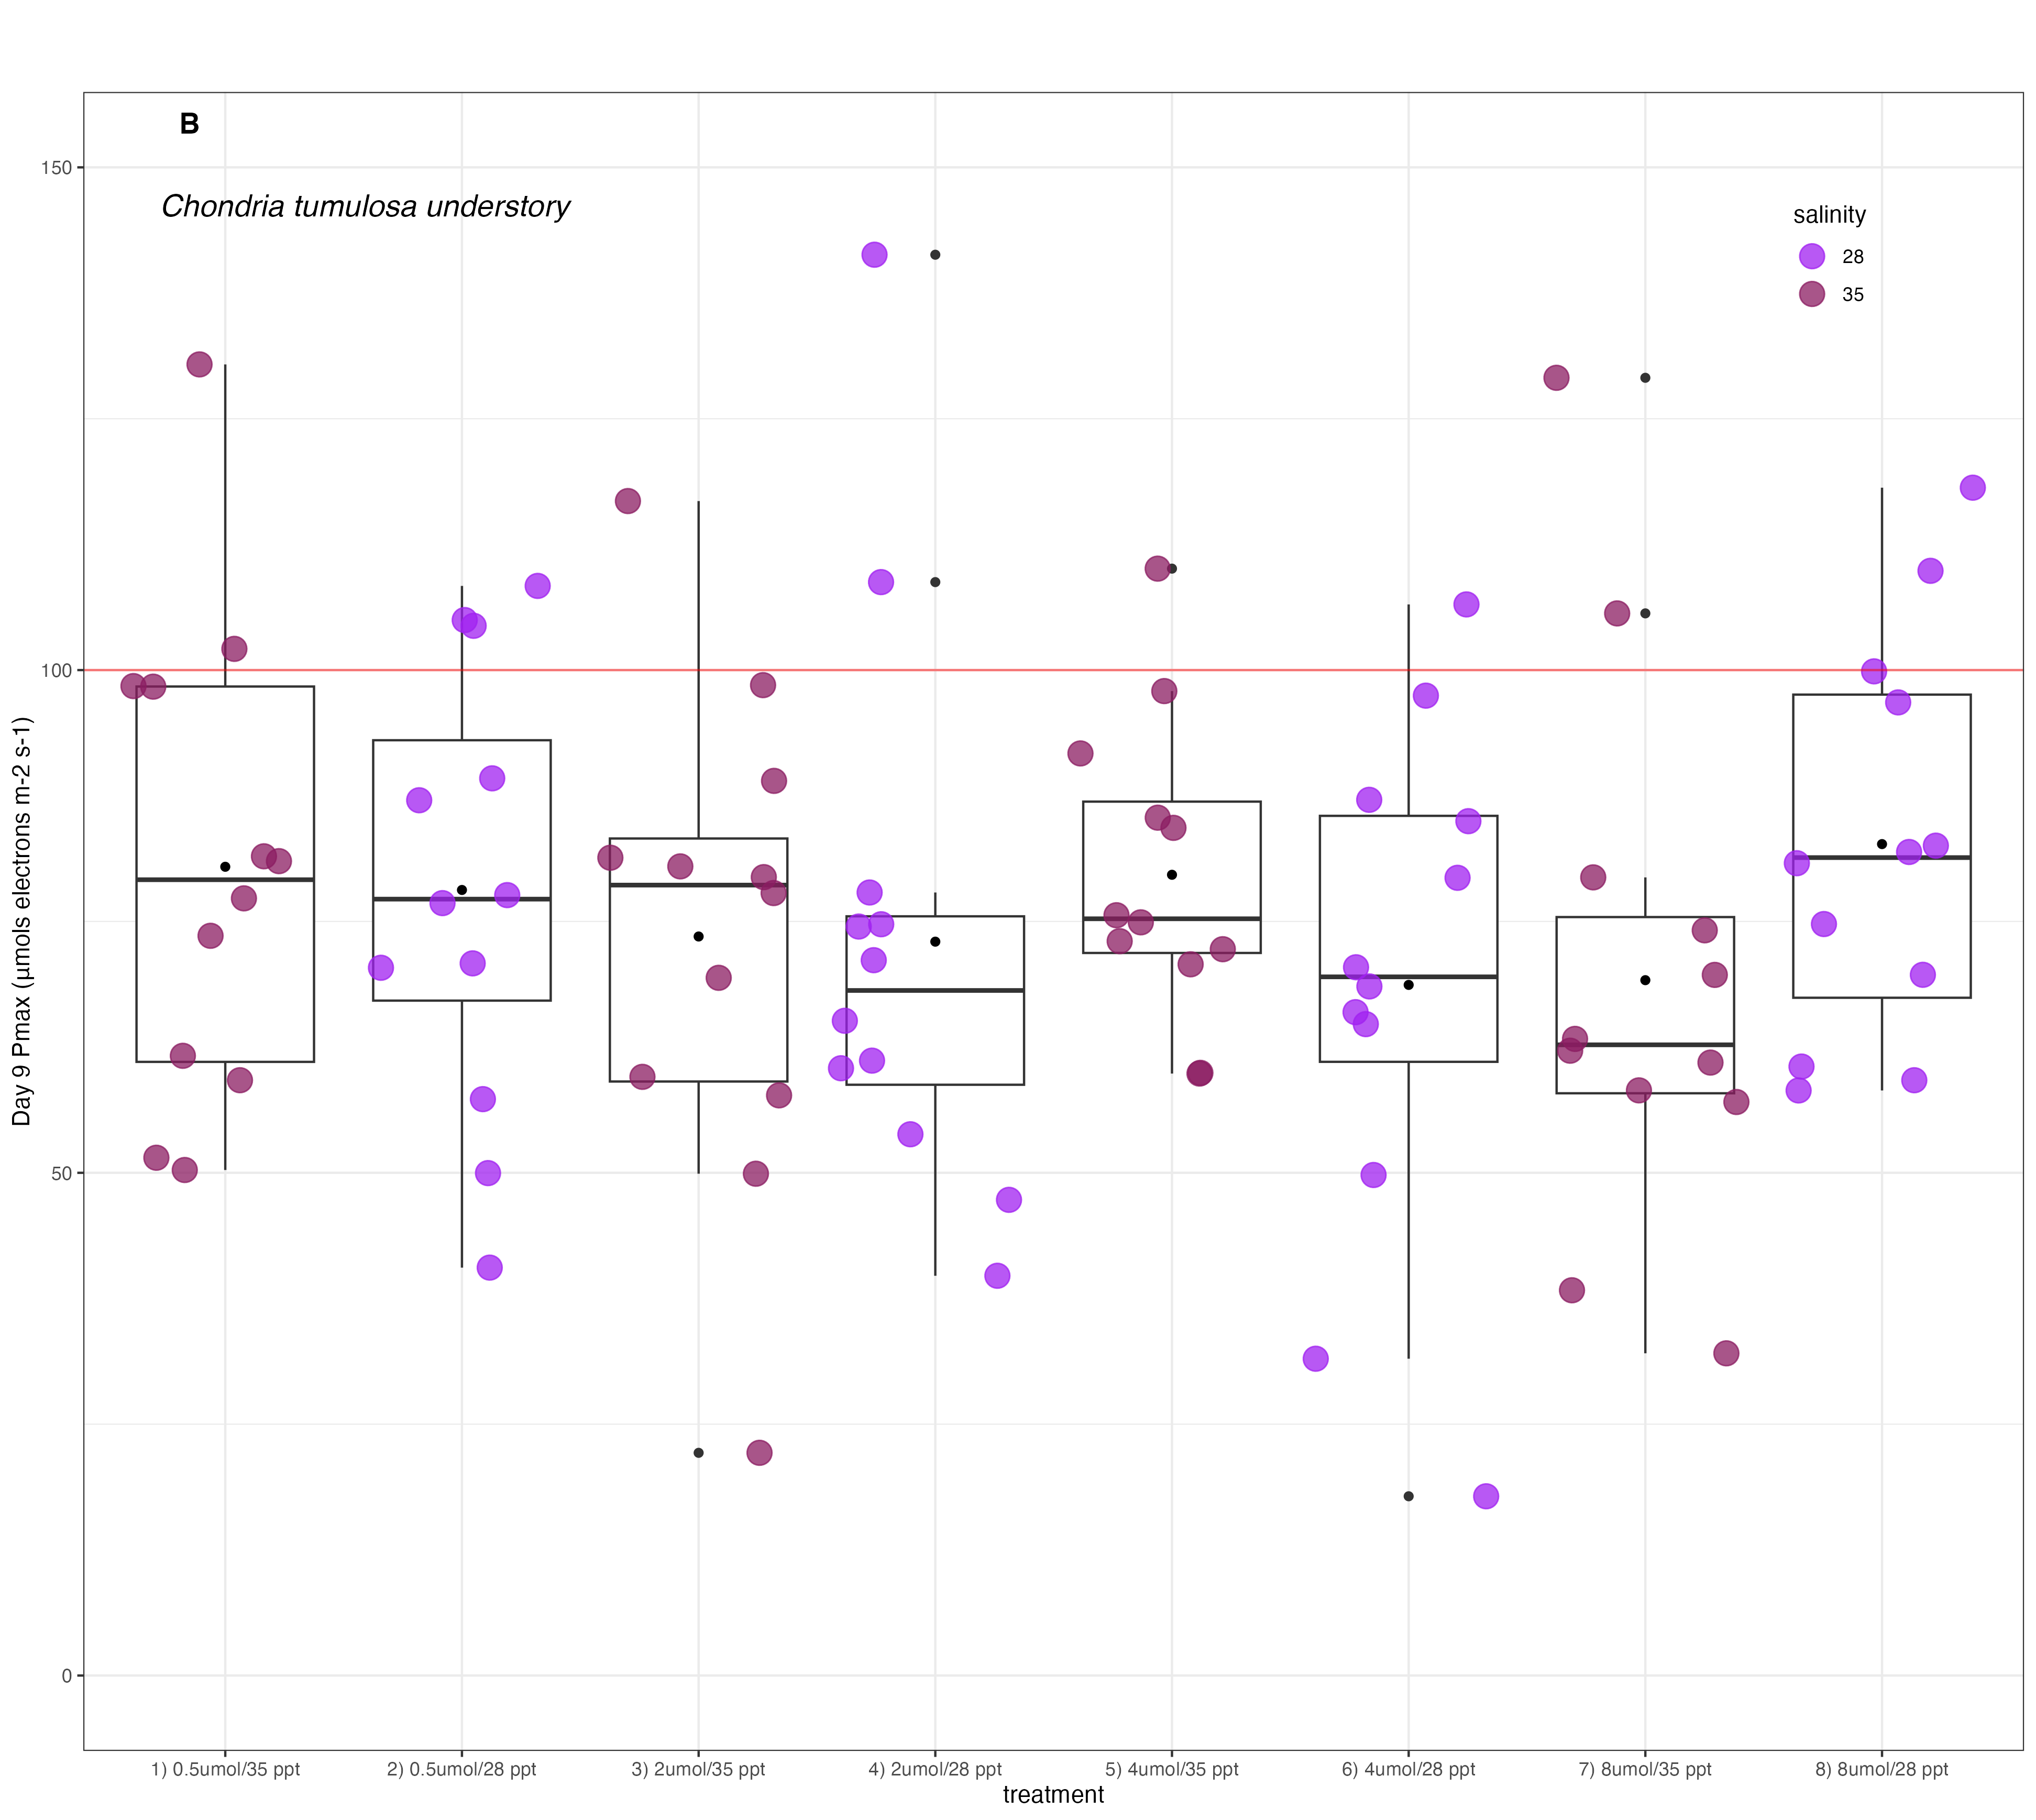 B
150
Chondria tumulosa understory
salinity
28
35
100
Day 9 Pmax (µmols electrons m-2 s-1)
50
0
1) 0.5umol/35 ppt
2) 0.5umol/28 ppt
3) 2umol/35 ppt
4) 2umol/28 ppt
5) 4umol/35 ppt
6) 4umol/28 ppt
7) 8umol/35 ppt
8) 8umol/28 ppt
treatment